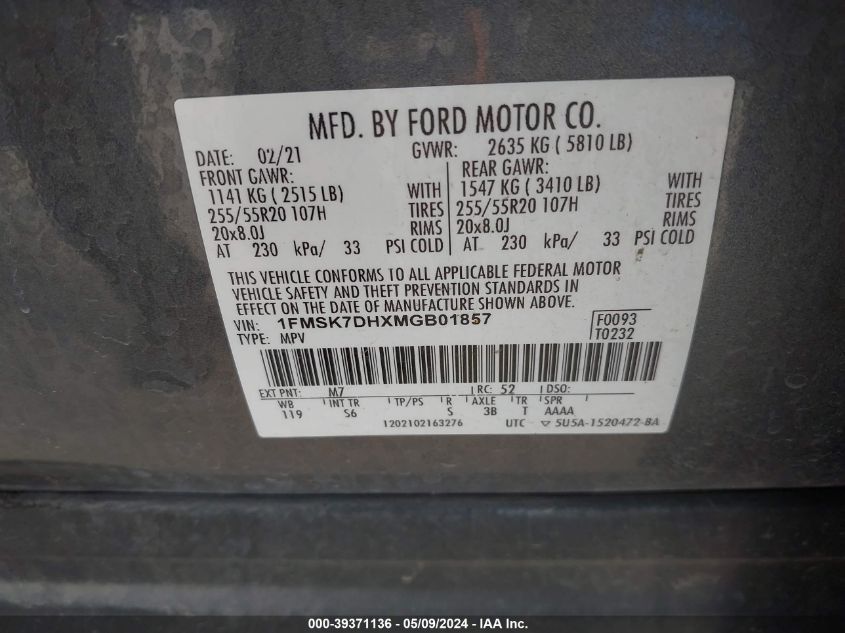 MFD. BY FORD MOTOR CO.
DATE: 02/21 GVWR: 2635 KG ( 5810 LB)
FRONT GAWR: REAR GAWR:
1141 KG ( 2515 LB) WITH 1547 KG ( 3410 LB) WITH
255/55R20 107H TIRES 255/55R20 107H TIRES
20x8.0J RIMS 20x8.0J RIMS
AT 230 kPa/ 33 PSI COLD AT 230 kPa/ 33 PSI COLD
THIS VEHICLE CONFORMS TO ALL APPLICABLE FEDERAL MOTOR
VEHICLE SAFETY AND THEFT PREVENTION STANDARDS IN
EFFECT ON THE DATE OF MANUFACTURE SHOWN ABOVE.
VIN: 1FMSK7DHXMGB01857 F0093
TYPE: MPV T0232
EXT PNT: M7 RC: 52 DSO:
WB INT TR TP/PS R AXLE TR SPR
119 S6 S 3B T AAAA
1202102163276 UTC ▽ 5U5A-1520472-BA
000-39371136 - 05/09/2024 - IAA Inc.